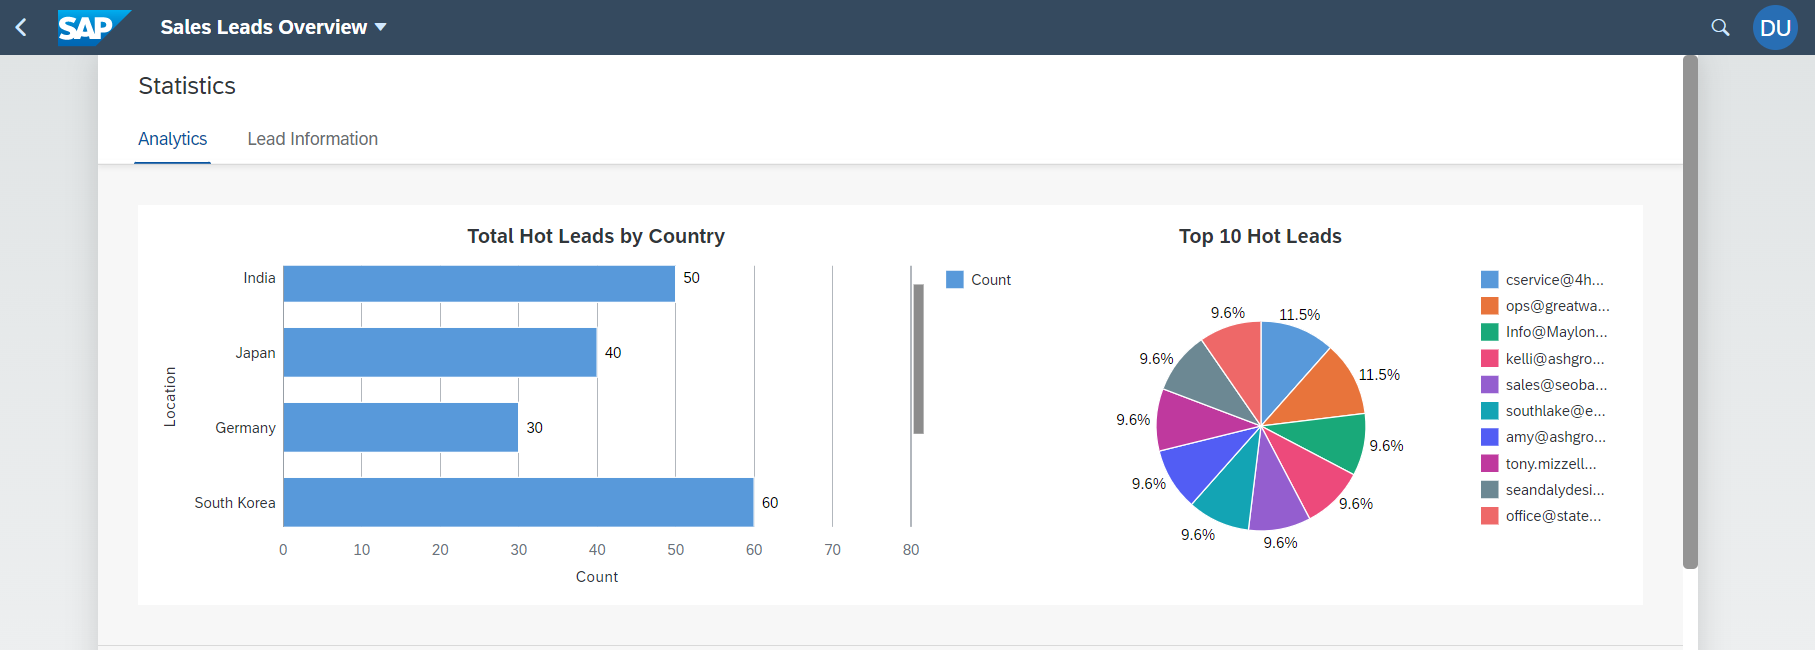 SAP Sales Leads Overview DU
Statistics
Analytics Lead Information
Total Hot Leads by Country
India 50
Japan 40
Germany 30
South Korea 60
Location
0 10 20 30 40 50 60 70 80
Count
Count
Top 10 Hot Leads
9.6% 11.5%
9.6% 11.5%
9.6% 9.6%
9.6% 9.6%
9.6% 9.6%
cservice@4h...
ops@greatwa...
Info@Maylon...
kelli@ashgro...
sales@seoba...
southlake@e...
amy@ashgro...
tony.mizzell...
seandalydesi...
office@state...